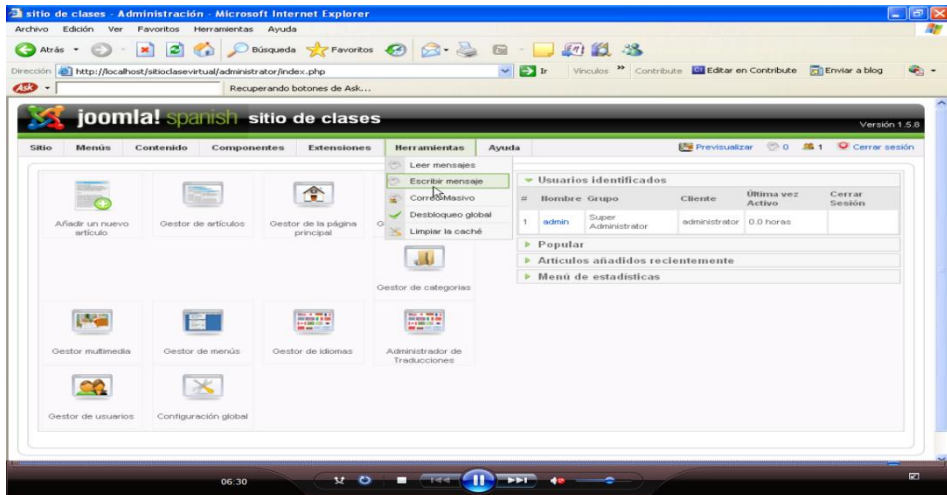 sitio de clases - Administración - Microsoft Internet Explorer
Archivo Edición Ver Favoritos Herramientas Ayuda
Atrás Búsqueda Favoritos
Dirección http://localhost/sitioclasevirtual/administrator/index.php Ir Vínculos » Contribute Editar en Contribute Enviar a blog
Ask Recuperando botones de Ask...
joomla! spanish sitio de clases
Versión 1.5.8
Sitio Menús Contenido Componentes Extensiones Herramientas Ayuda Previsualizar 0 1 Cerrar sesión
Leer mensajes
Escribir mensaje
Correo Masivo
Desbloqueo global
Limpiar la caché
Añadir un nuevo artículo
Gestor de artículos
Gestor de la página principal
G
Gestor de categorías
Gestor multimedia
Gestor de menús
Gestor de idiomas
Administrador de Traducciones
Gestor de usuarios
Configuración global
Usuarios identificados
# Nombre Grupo Cliente Última vez Activo Cerrar Sesión
1 admin Super Administrator administrator 0.0 horas
Popular
Artículos añadidos recientemente
Menú de estadísticas
06:30